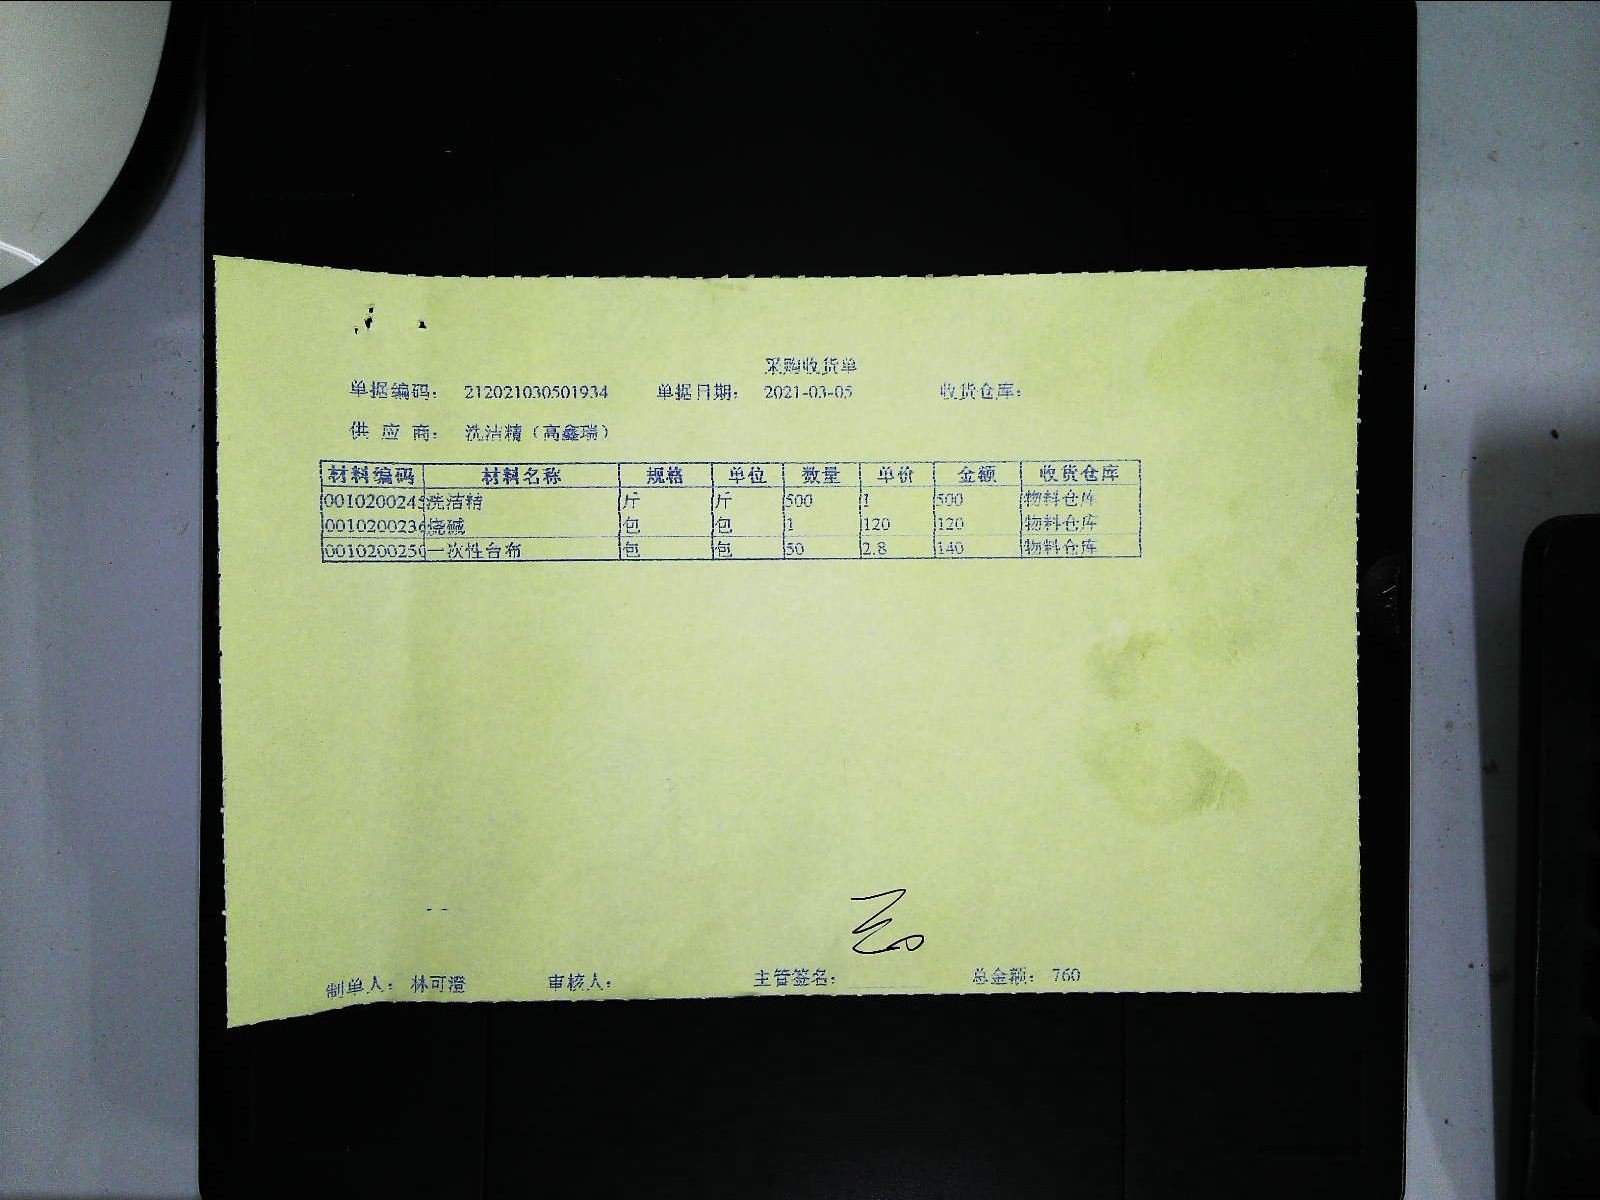 采购收货单
单据编码： 212021030501934 单据日期： 2021-03-05 收货仓库：
供 应 商： 洗洁精（高鑫瑞）
材料编码 材料名称 规格 单位 数量 单价 金额 收货仓库
0010200245 洗洁精 斤 斤 500 1 500 物料仓库
001020023 烧碱 包 包 1 120 120 物料仓库
001020025 一次性台布 包 包 50 2.8 140 物料仓库
制单人： 林可澄 审核人： 主管签名： 总金额： 760